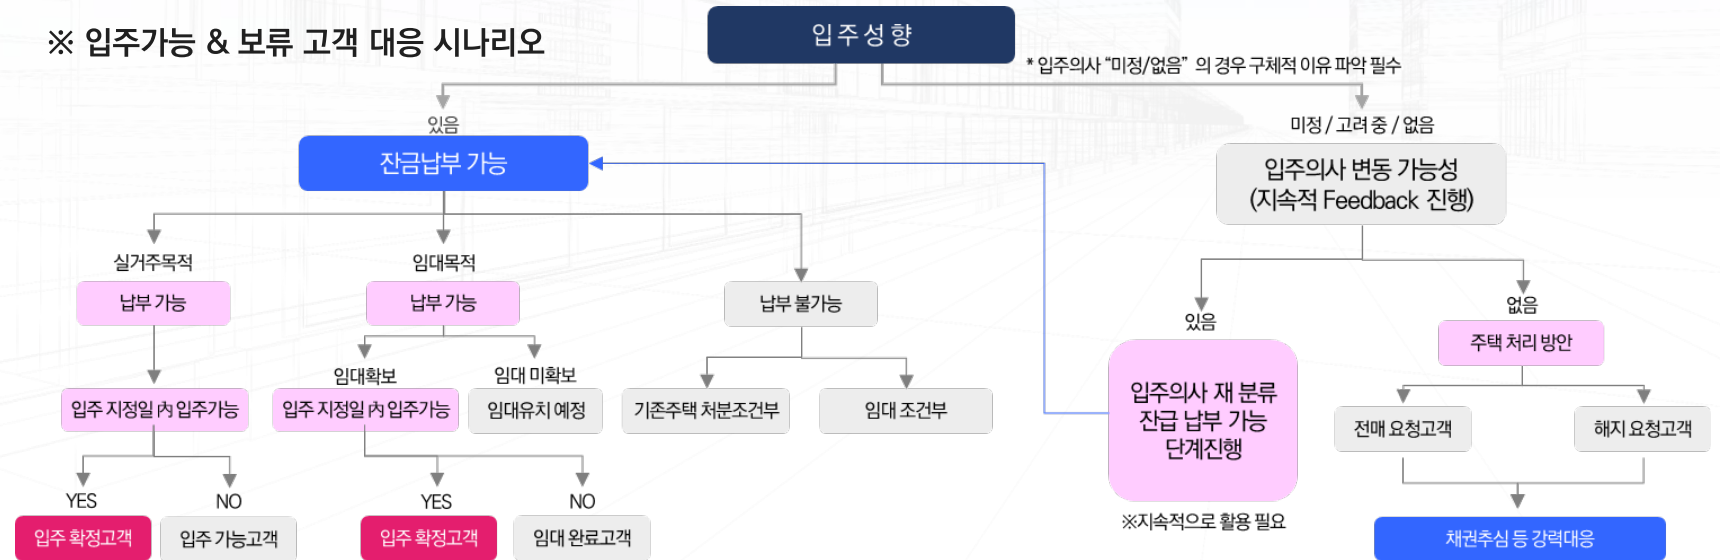 ※ 입주가능 & 보류 고객 대응 시나리오
입주성향
* 입주의사 “미정/없음” 의 경우 구체적 이유 파악 필수
있음
미정 / 고려 중 / 없음
잔금납부 가능
입주의사 변동 가능성
(지속적 Feedback 진행)
실거주목적
임대목적
납부 가능
납부 가능
납부 불가능
있음
없음
주택 처리 방안
임대확보
임대 미확보
입주 지정일 內 입주가능
입주 지정일 內 입주가능
임대유치 예정
기존주택 처분조건부
임대 조건부
입주의사 재 분류
잔급 납부 가능
단계진행
전매 요청고객
해지 요청고객
YES
NO
YES
NO
※지속적으로 활용 필요
입주 확정고객
입주 가능고객
입주 확정고객
임대 완료고객
채권추심 등 강력대응